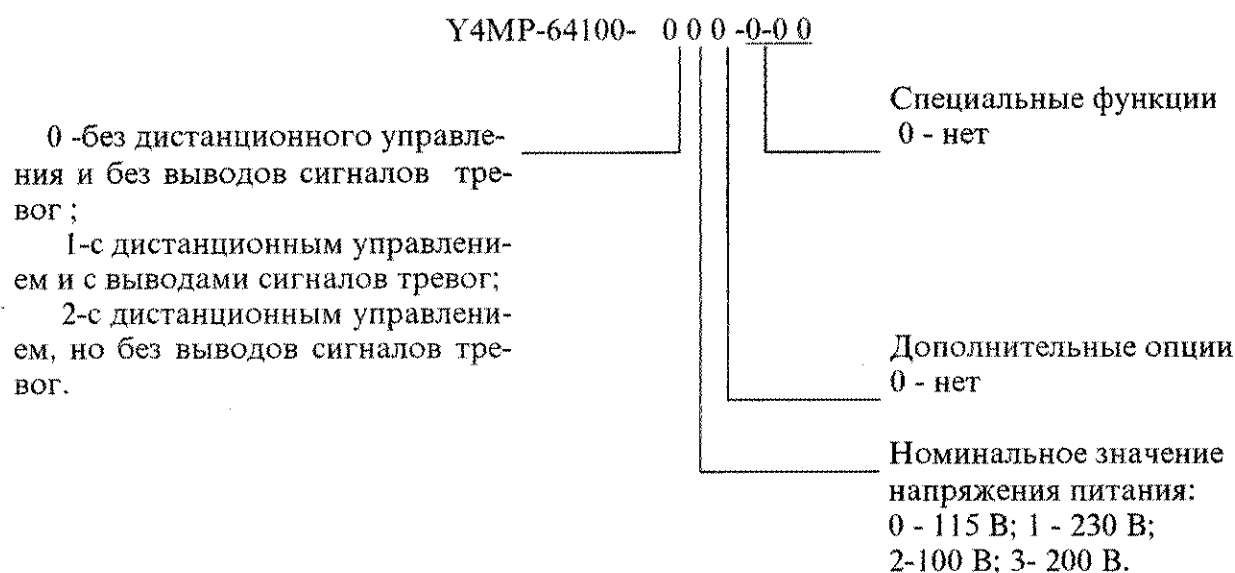 Y4MP-64100- 0 0 0 -0-0 0
0 -без дистанционного управле-
ния и без выводов сигналов тре-
вог ;
1-с дистанционным управлени-
ем и с выводами сигналов тревог;
2-с дистанционным управлени-
ем, но без выводов сигналов тре-
вог.
Специальные функции
0 - нет
Дополнительные опции
0 - нет
Номинальное значение
напряжения питания:
0 - 115 В; 1 - 230 В;
2-100 В; 3- 200 В.